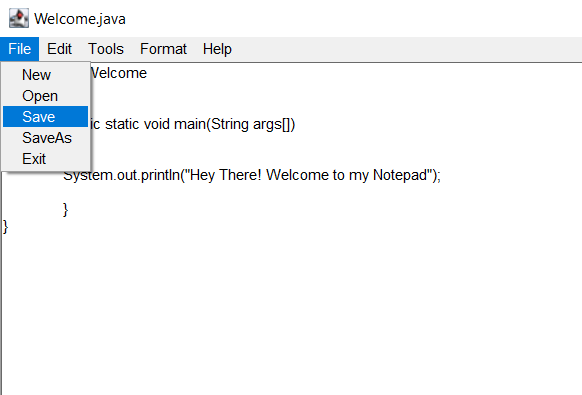 Welcome.java
File Edit Tools Format Help
New
Open
Save
SaveAs
Exit
Welcome
static void main(String args[])
System.out.println("Hey There! Welcome to my Notepad");
}
}